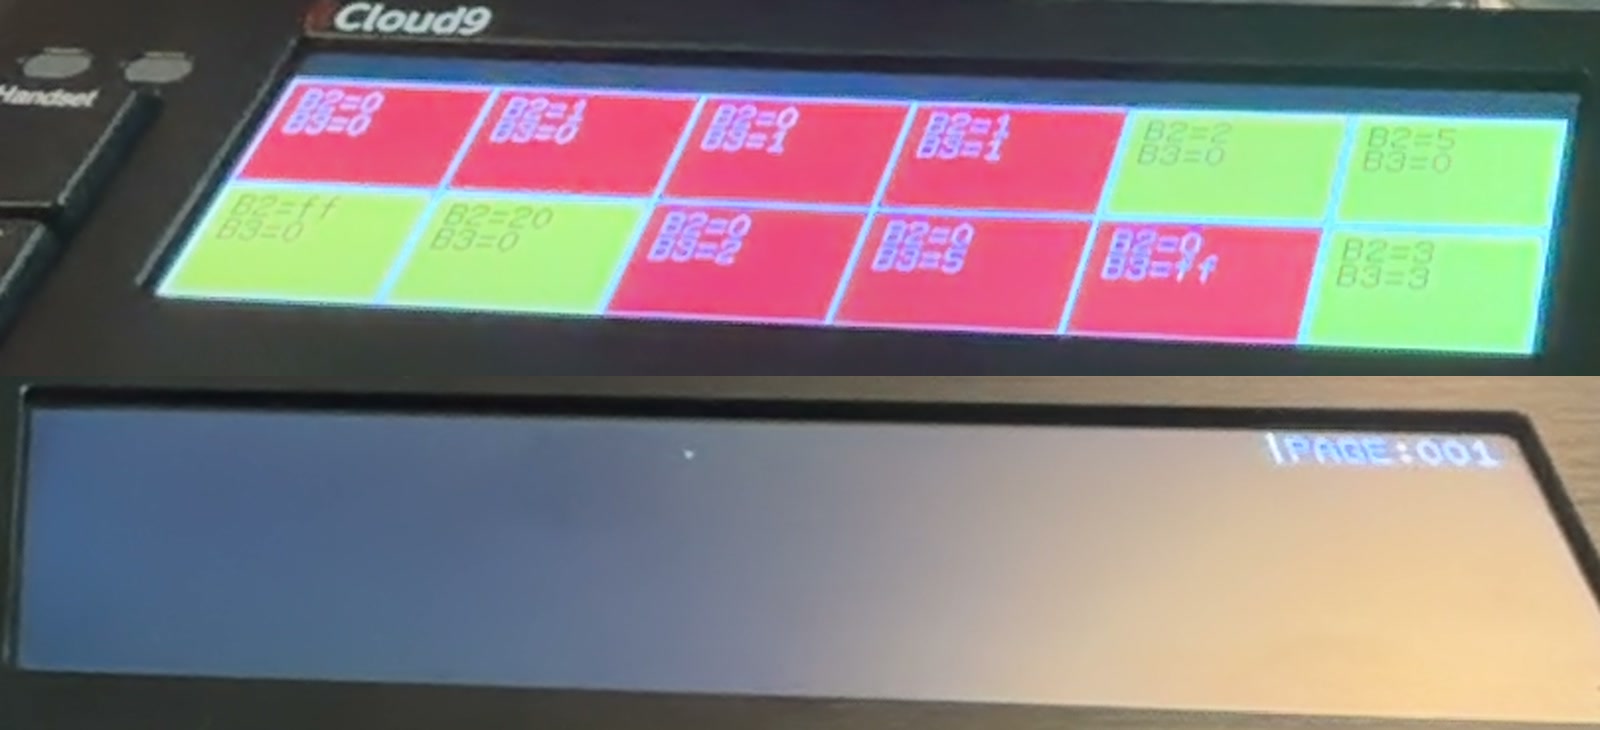 Cloud9
Handset
B2=0
B3=0
B2=1
B3=0
B2=0
B3=1
B2=1
B3=1
B2=2
B3=0
B2=5
B3=0
B2=ff
B3=0
B2=20
B3=0
B2=0
B3=2
B2=0
B3=5
B2=0
B3=ff
B2=3
B3=3
|PAGE:001